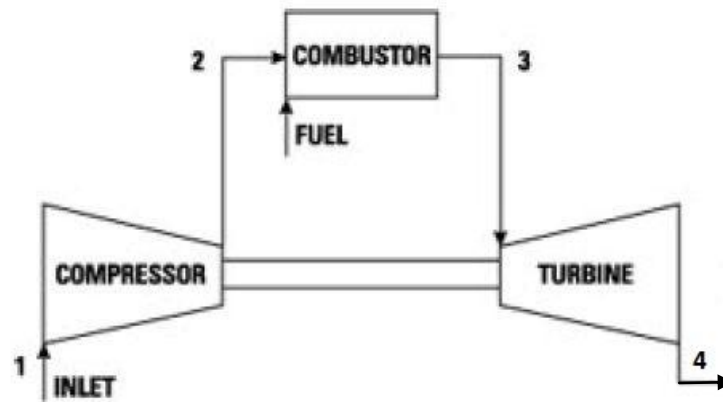 2
COMBUSTOR
3
FUEL
COMPRESSOR
TURBINE
1
INLET
4